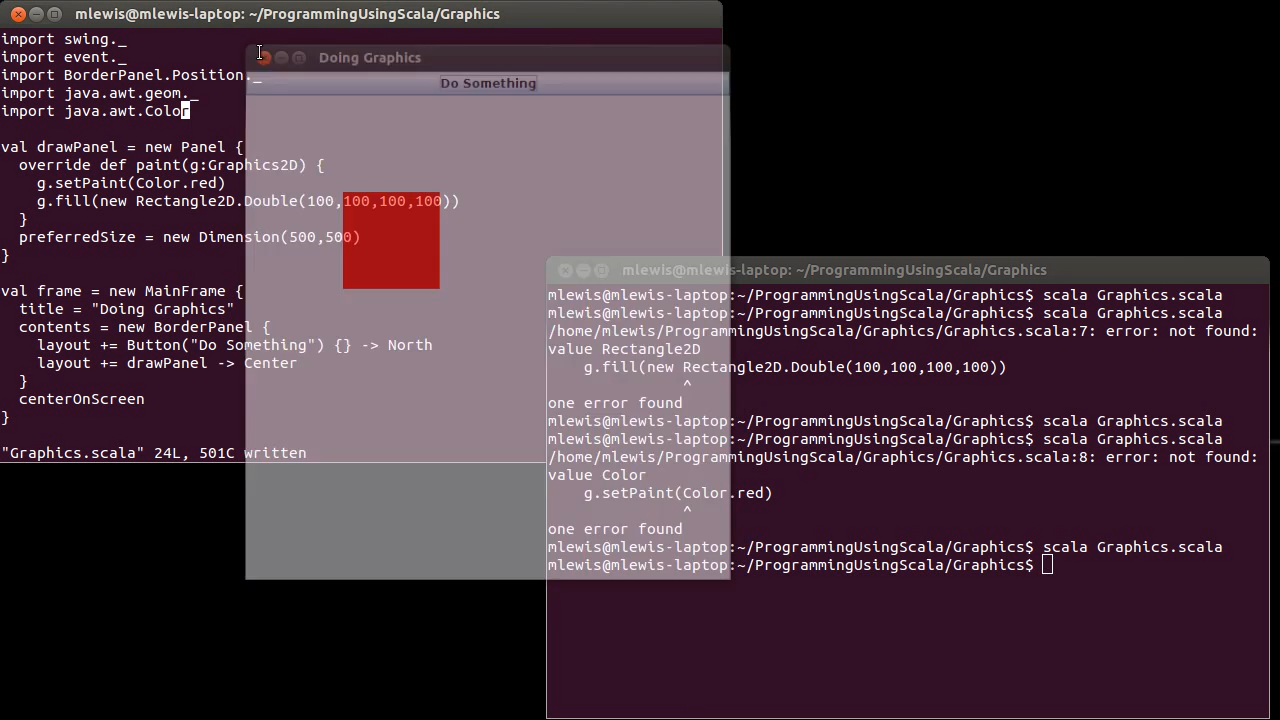 mlewis@mlewis-laptop: ~/ProgrammingUsingScala/Graphics
import swing._
import event._
import BorderPanel.Position._
import java.awt.geom._
import java.awt.Color
val drawPanel = new Panel {
  override def paint(g:Graphics2D) {
    g.setPaint(Color.red)
    g.fill(new Rectangle2D.Double(100,100,100,100))
  }
  preferredSize = new Dimension(500,500)
}
val frame = new MainFrame {
  title = "Doing Graphics"
  contents = new BorderPanel {
    layout += Button("Do Something") {} -> North
    layout += drawPanel -> Center
  }
  centerOnScreen
}
"Graphics.scala" 24L, 501C written
Doing Graphics
Do Something
mlewis@mlewis-laptop: ~/ProgrammingUsingScala/Graphics
mlewis@mlewis-laptop:~/ProgrammingUsingScala/Graphics$ scala Graphics.scala
mlewis@mlewis-laptop:~/ProgrammingUsingScala/Graphics$ scala Graphics.scala
/home/mlewis/ProgrammingUsingScala/Graphics/Graphics.scala:7: error: not found:
value Rectangle2D
    g.fill(new Rectangle2D.Double(100,100,100,100))
               ^
one error found
mlewis@mlewis-laptop:~/ProgrammingUsingScala/Graphics$ scala Graphics.scala
mlewis@mlewis-laptop:~/ProgrammingUsingScala/Graphics$ scala Graphics.scala
/home/mlewis/ProgrammingUsingScala/Graphics/Graphics.scala:8: error: not found:
value Color
    g.setPaint(Color.red)
               ^
one error found
mlewis@mlewis-laptop:~/ProgrammingUsingScala/Graphics$ scala Graphics.scala
mlewis@mlewis-laptop:~/ProgrammingUsingScala/Graphics$